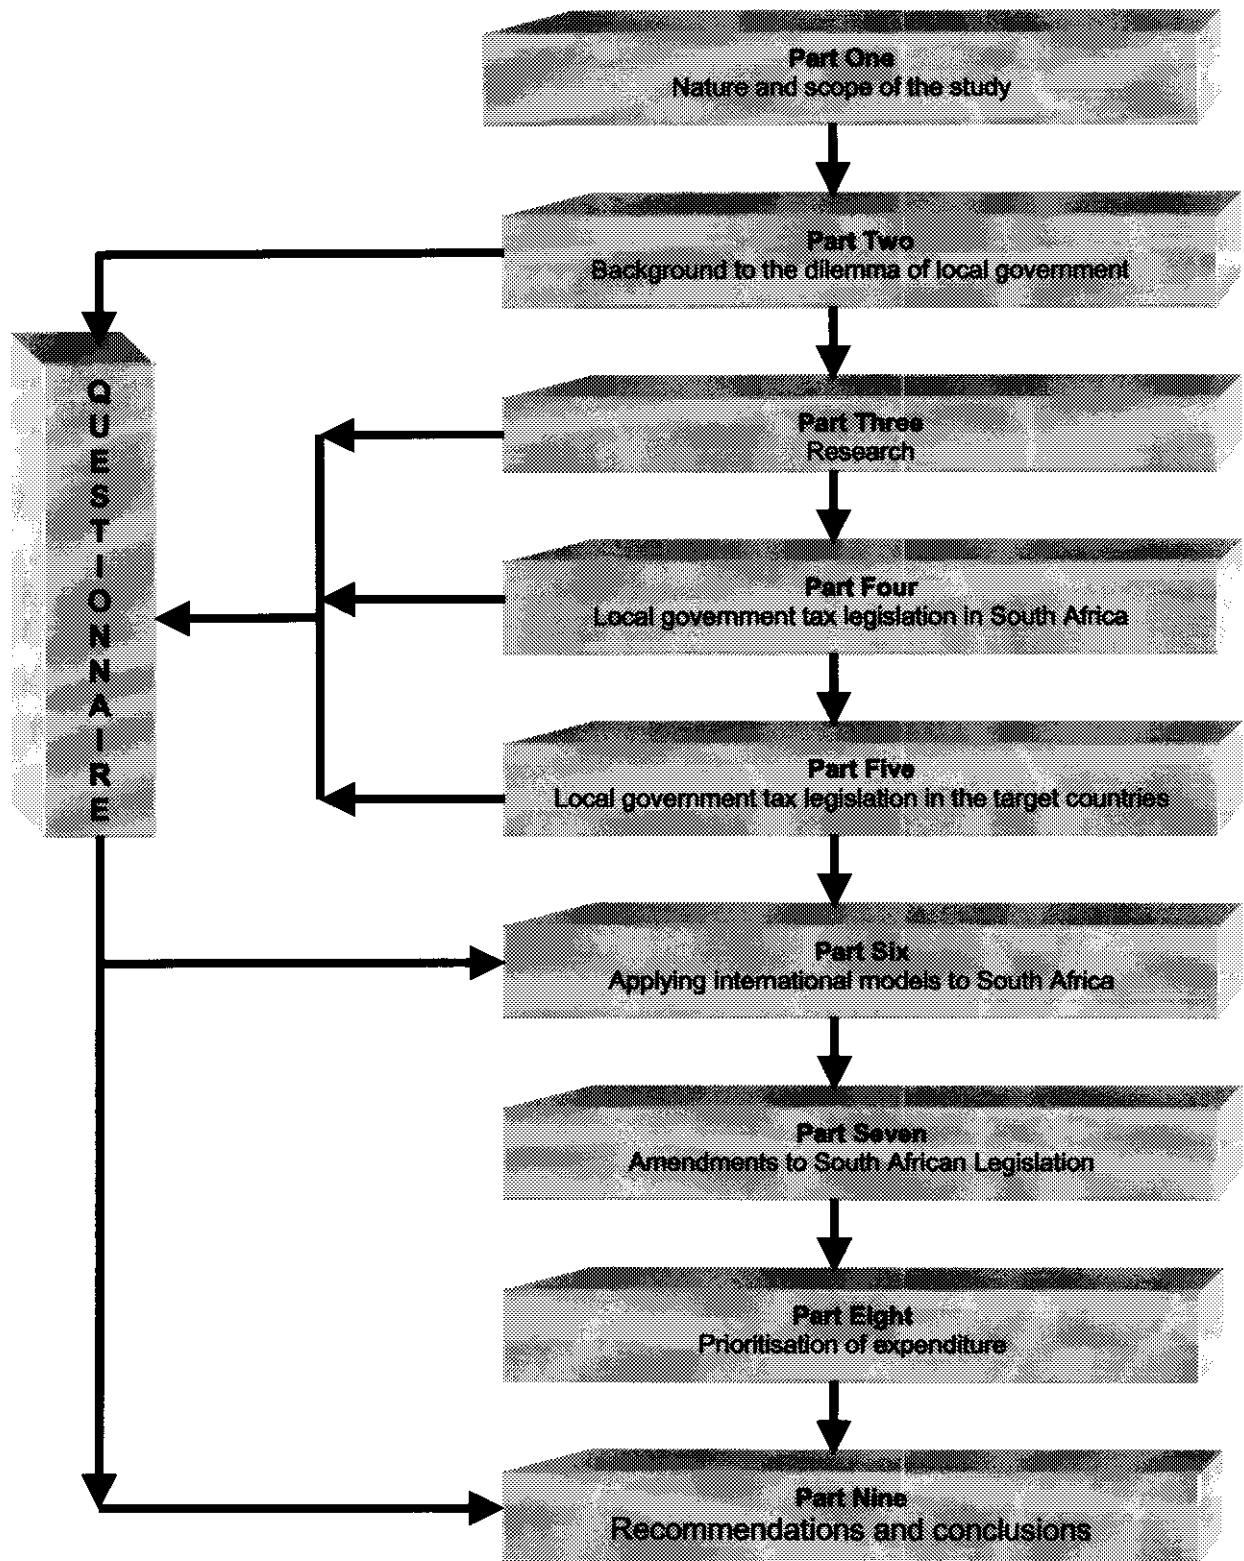 Part One
Nature and scope of the study
Part Two
Background to the dilemma of local government
QUESTIONNAIRE
Part Three
Research
Part Four
Local government tax legislation in South Africa
Part Five
Local government tax legislation in the target countries
Part Six
Applying international models to South Africa
Part Seven
Amendments to South African Legislation
Part Eight
Prioritisation of expenditure
Part Nine
Recommendations and conclusions